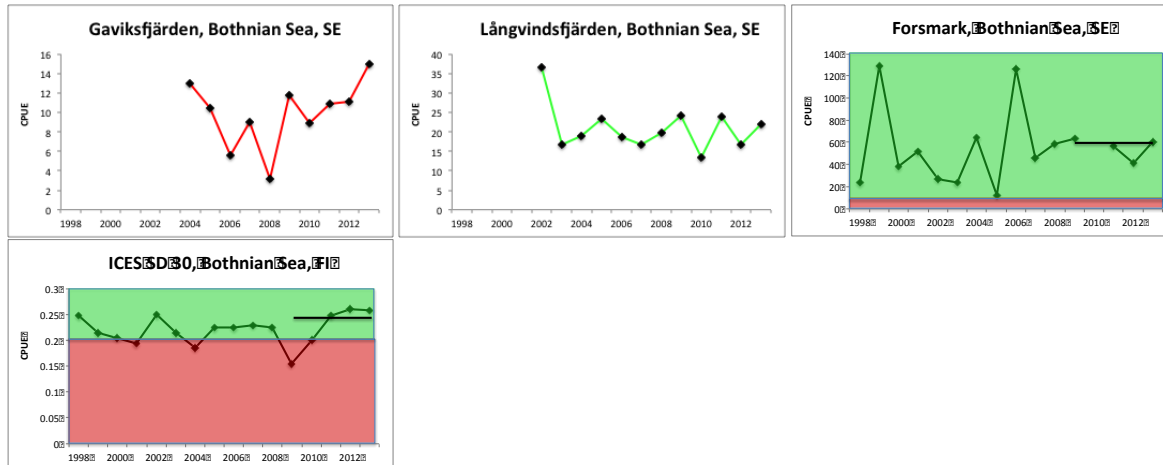 Gaviksfjärden, Bothnian Sea, SE
CPUE
16
14
12
10
8
6
4
2
0
1998 2000 2002 2004 2006 2008 2010 2012
Långvindsfjärden, Bothnian Sea, SE
CPUE
40
35
30
25
20
15
10
5
0
1998 2000 2002 2004 2006 2008 2010 2012
Forsmark,⍰Bothnian⍰Sea,⍰SE⍰
CPUE⍰
140⍰
120⍰
100⍰
80⍰
60⍰
40⍰
20⍰
0⍰
1998⍰ 2000⍰ 2002⍰ 2004⍰ 2006⍰ 2008⍰ 2010⍰ 2012⍰
ICES⍰SD⍰30,⍰Bothnian⍰Sea,⍰FI⍰
CPUE⍰
0.3⍰
0.25⍰
0.2⍰
0.15⍰
0.1⍰
0.05⍰
0⍰
1998⍰ 2000⍰ 2002⍰ 2004⍰ 2006⍰ 2008⍰ 2010⍰ 2012⍰